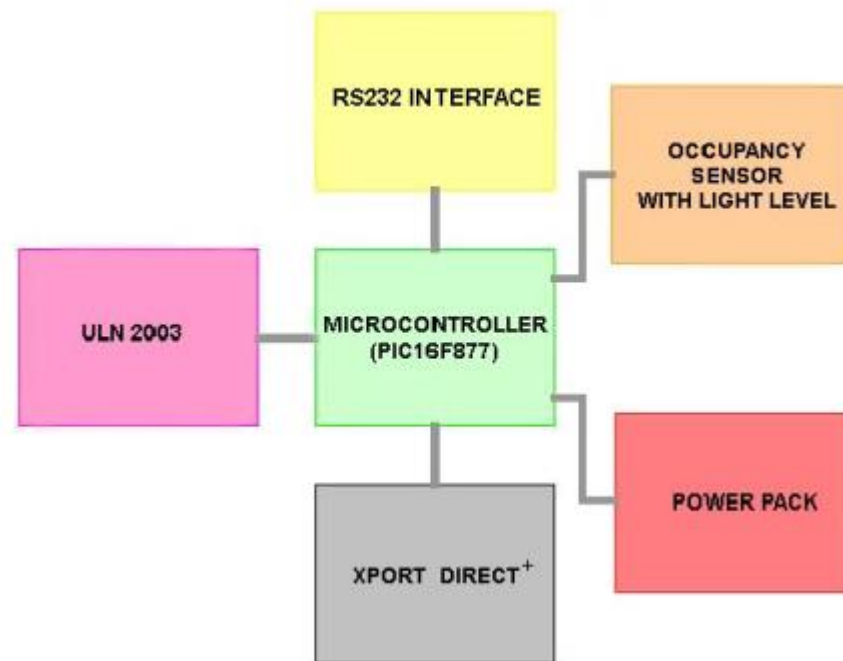 RS232 INTERFACE
OCCUPANCY
SENSOR
WITH LIGHT LEVEL
ULN 2003
MICROCONTROLLER
(PIC16F877)
POWER PACK
XPORT DIRECT+